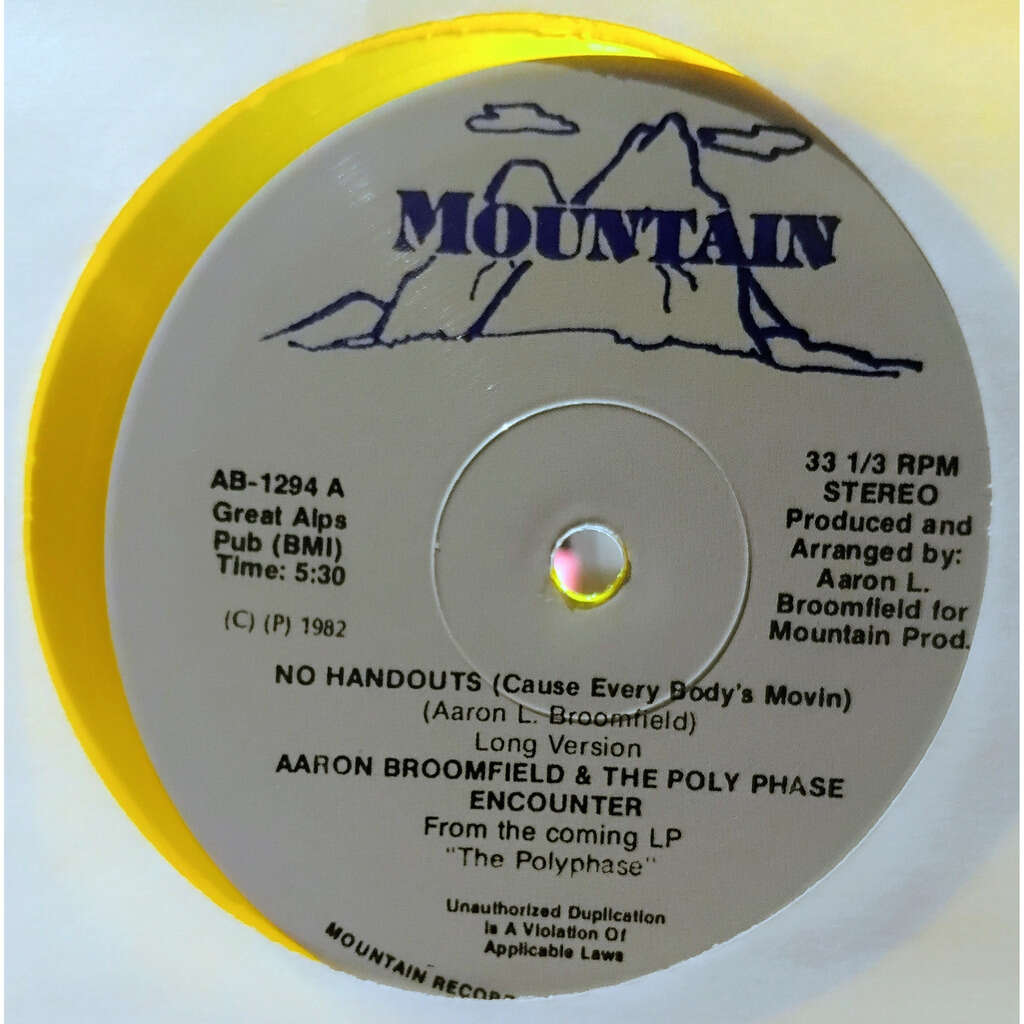 MOUNTAIN
AB-1294 A
Great Alps
Pub (BMI)
Time: 5:30
(C) (P) 1982
33 1/3 RPM
STEREO
Produced and
Arranged by:
Aaron L.
Broomfield for
Mountain Prod.
NO HANDOUTS (Cause Every Body's Movin)
(Aaron L. Broomfield)
Long Version
AARON BROOMFIELD & THE POLY PHASE
ENCOUNTER
From the coming LP
"The Polyphase"
Unauthorized Duplication
Is A Violation Of
Applicable Laws
MOUNTAIN